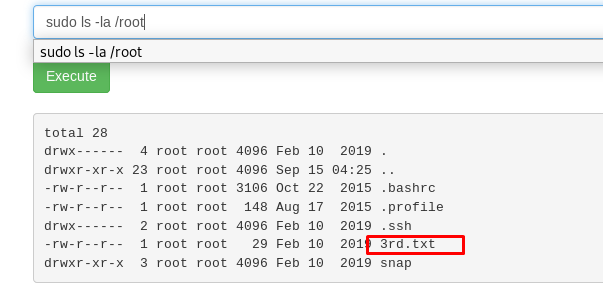 sudo ls -la /root
sudo ls -la /root
Execute
total 28
drwx------  4 root root 4096 Feb 10  2019 .
drwxr-xr-x 23 root root 4096 Sep 15 04:25 ..
-rw-r--r--  1 root root 3106 Oct 22  2015 .bashrc
-rw-r--r--  1 root root  148 Aug 17  2015 .profile
drwx------  2 root root 4096 Feb 10  2019 .ssh
-rw-r--r--  1 root root   29 Feb 10  2019 3rd.txt
drwxr-xr-x  3 root root 4096 Feb 10  2019 snap